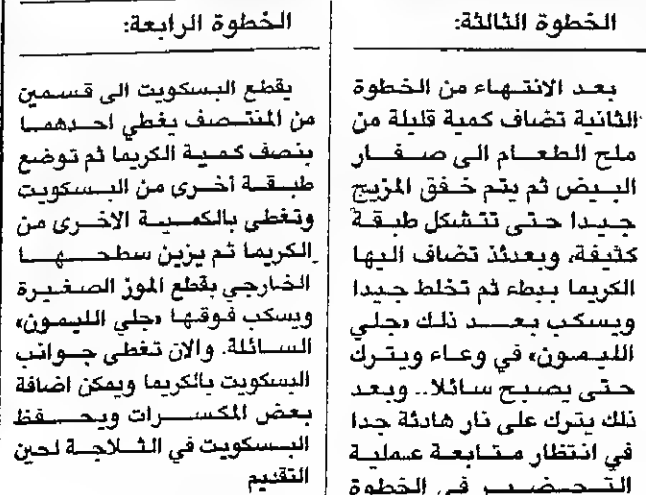 الخطوة الثالثة:
بعد الانتهاء من الخطوة
الثانية تضاف كمية قليلة من
ملح الطعام الى صفار
البيض ثم يتم خفق المزيج
جيدا حتى تتشكل طبقة
كثيفة، وبعدئذ تضاف اليها
الكريما ببطء ثم تخلط جيدا
ويسكب بعد ذلك «جلي
الليمون» في وعاء ويترك
حتى يصبح سائلا.. وبعد
ذلك يترك على نار هادئة جدا
في انتظار متابعة عملية
التحضير في الخطوة
الخطوة الرابعة:
يقطع البسكويت الى قسمين
من المنتصف يغطي احدهما
بنصف كمية الكريما ثم توضع
طبقة أخرى من البسكويت
وتغطى بالكمية الاخرى من
الكريما ثم يزين سطحها
الخارجي بقطع الموز الصغيرة
ويسكب فوقها «جلي الليمون»
السائلة. والان تغطى جوانب
البسكويت بالكريما ويمكن اضافة
بعض المكسرات ويحفظ
البسكويت في الثلاجة لحين
التقديم